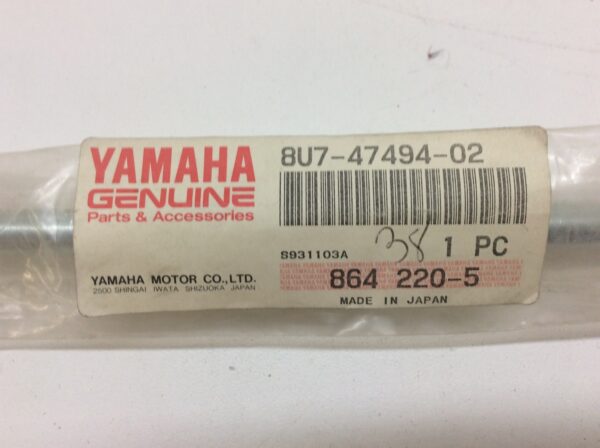 YAMAHA
GENUINE
Parts & Accessories
YAMAHA MOTOR CO.,LTD.
2500 SHINGAI IWATA SHIZUOKA JAPAN
8U7-47494-02
38 1 PC
S931103A
864 220-5
MADE IN JAPAN